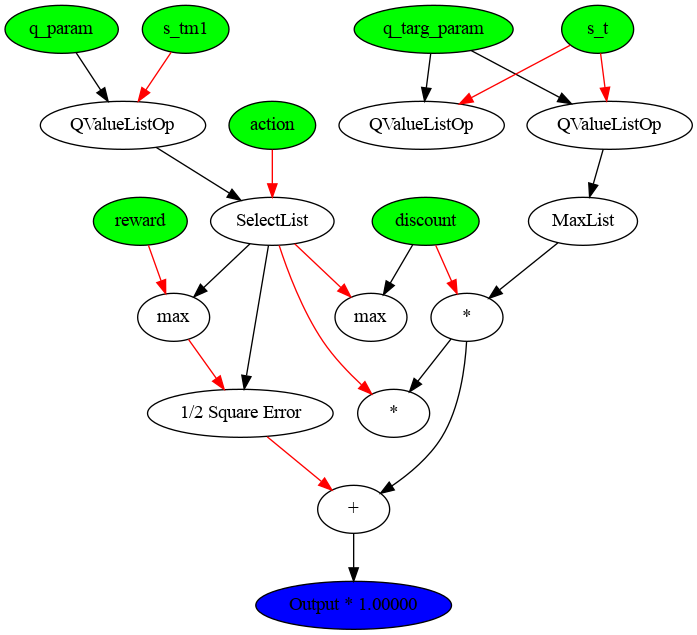 q_param
s_tm1
q_targ_param
s_t
QValueListOp
action
QValueListOp
QValueListOp
reward
SelectList
discount
MaxList
max
max
*
1/2 Square Error
*
+
Output * 1.00000